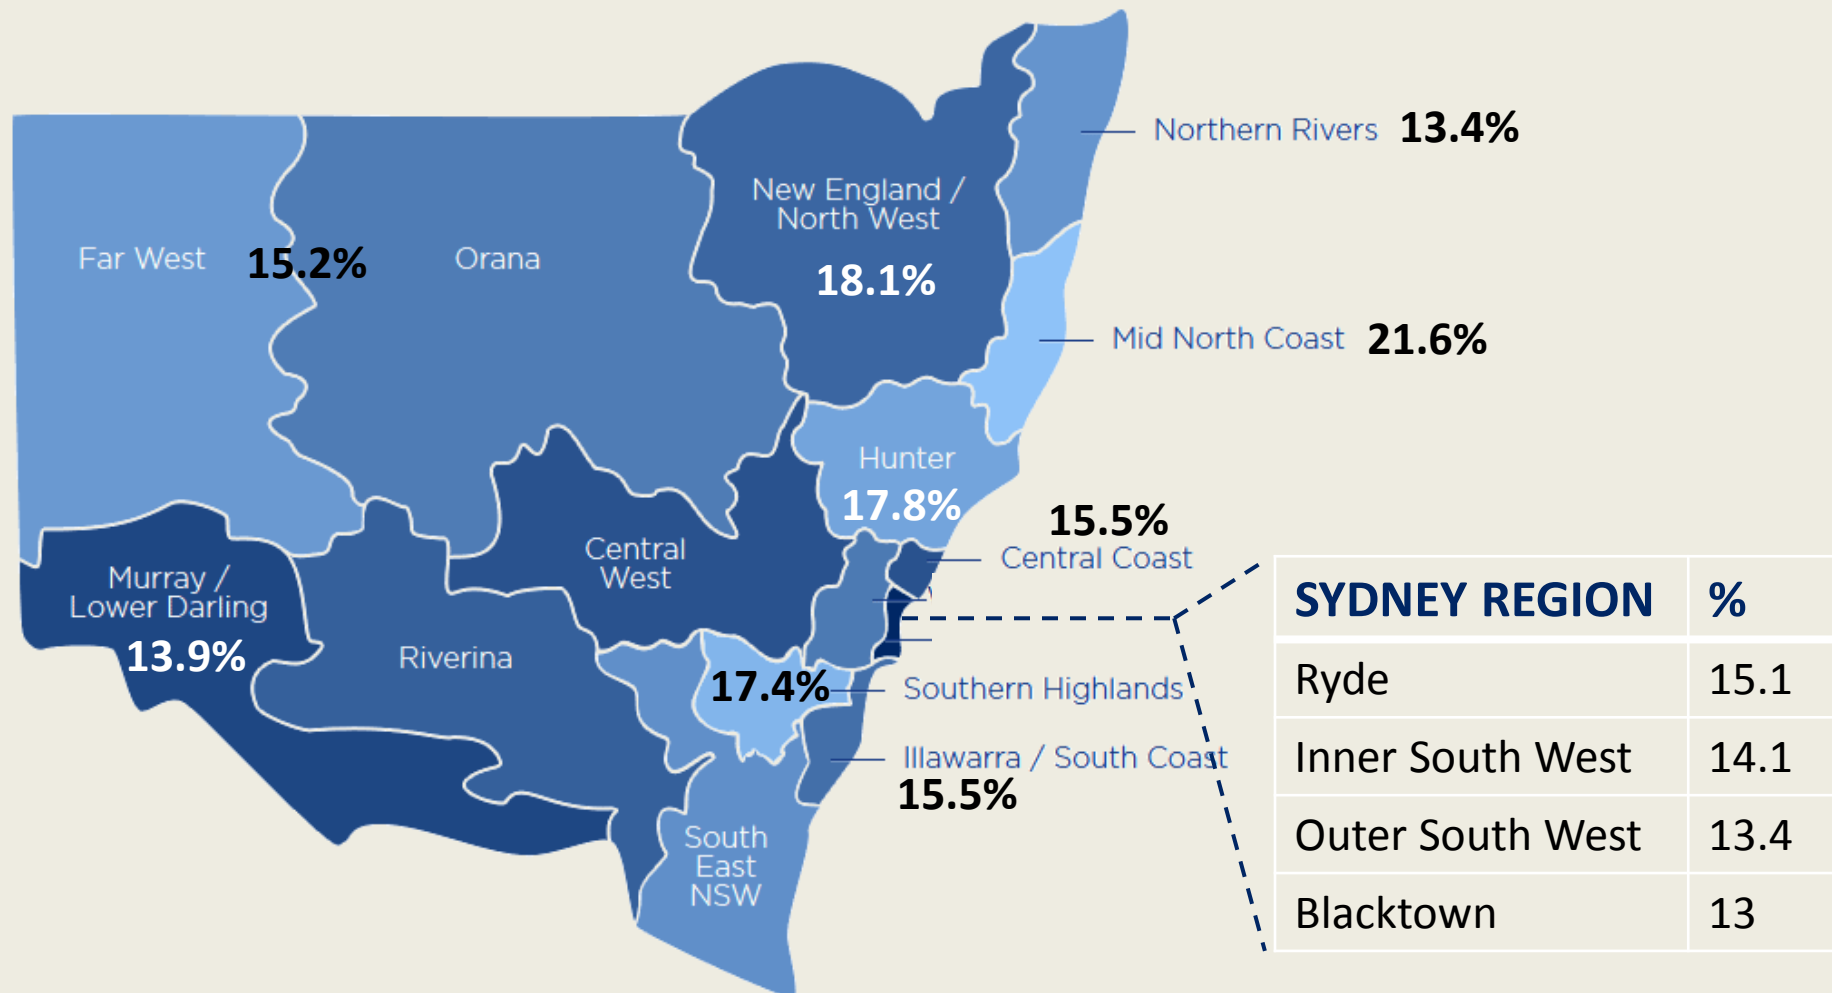 Northern Rivers 13.4%
New England /
North West
18.1%
Far West 15.2% Orana
Mid North Coast 21.6%
Hunter
17.8%
15.5%
Central Coast
Central
West
Murray /
Lower Darling
13.9%
Riverina
17.4% Southern Highlands
Illawarra / South Coast
15.5%
South
East
NSW
SYDNEY REGION %
Ryde 15.1
Inner South West 14.1
Outer South West 13.4
Blacktown 13